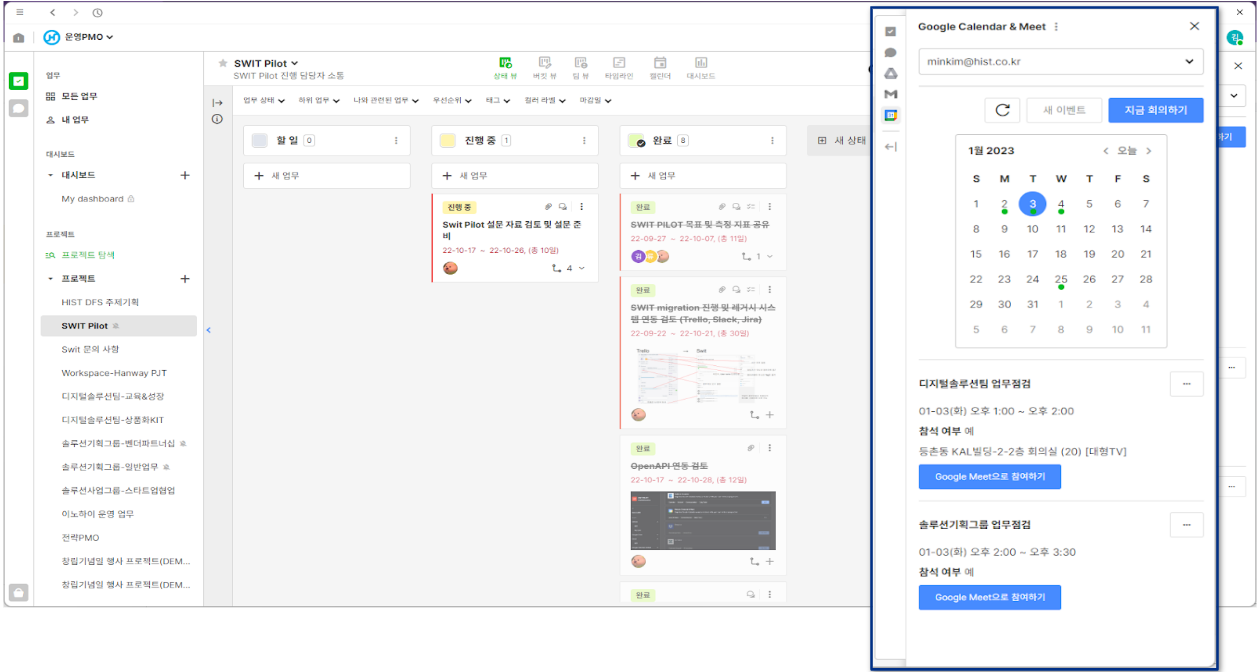 운영PMO
업무
모든 업무
내 업무
대시보드
대시보드
My dashboard
프로젝트
프로젝트 탐색
프로젝트
HIST DFS 주제기획
SWIT Pilot
Swit 문의 사항
Workspace-Hanway PJT
디지털솔루션팀-교육&성장
디지털솔루션팀-상품화KIT
솔루션기획그룹-벤더파트너십
솔루션기획그룹-일반업무
솔루션사업그룹-스타트업협업
이노하이 운영 업무
전략PMO
창립기념일 행사 프로젝트(DEM...
창립기념일 행사 프로젝트(DEM...
SWIT Pilot
SWIT Pilot 진행 담당자 소통
상태 뷰 버킷 뷰 팀 뷰 타임라인 캘린더 대시보드
업무 상태 하위 업무 나와 관련된 업무 우선순위 태그 컬러 라벨 마감일
할 일 0
새 업무
진행 중 1
새 업무
진행 중
Swit Pilot 설문 자료 검토 및 설문 준
비
22-10-17 ~ 22-10-26, (총 10일)
4
완료 8
새 업무
완료
SWIT PILOT 목표 및 측정 지표 공유
22-09-27 ~ 22-10-07, (총 11일)
김
1
완료
SWIT migration 진행 및 레거시 시스
템 연동 검토 (Trello, Slack, Jira)
22-09-22 ~ 22-10-21, (총 30일)
Trello → Swit
완료
OpenAPI 연동 검토
22-10-17 ~ 22-10-28, (총 12일)
완료
새 상태
Google Calendar & Meet
minkim@hist.co.kr
새 이벤트 지금 회의하기
1월 2023 오늘
S M T W T F S
1 2 3 4 5 6 7
8 9 10 11 12 13 14
15 16 17 18 19 20 21
22 23 24 25 26 27 28
29 30 31 1 2 3 4
5 6 7 8 9 10 11
디지털솔루션팀 업무점검 ...
01-03(화) 오후 1:00 ~ 오후 2:00
참석 여부 예
등촌동 KAL빌딩-2-2층 회의실 (20) [대형TV]
Google Meet으로 참여하기
솔루션기획그룹 업무점검 ...
01-03(화) 오후 2:00 ~ 오후 3:30
참석 여부 예
Google Meet으로 참여하기
김
하기
...
...